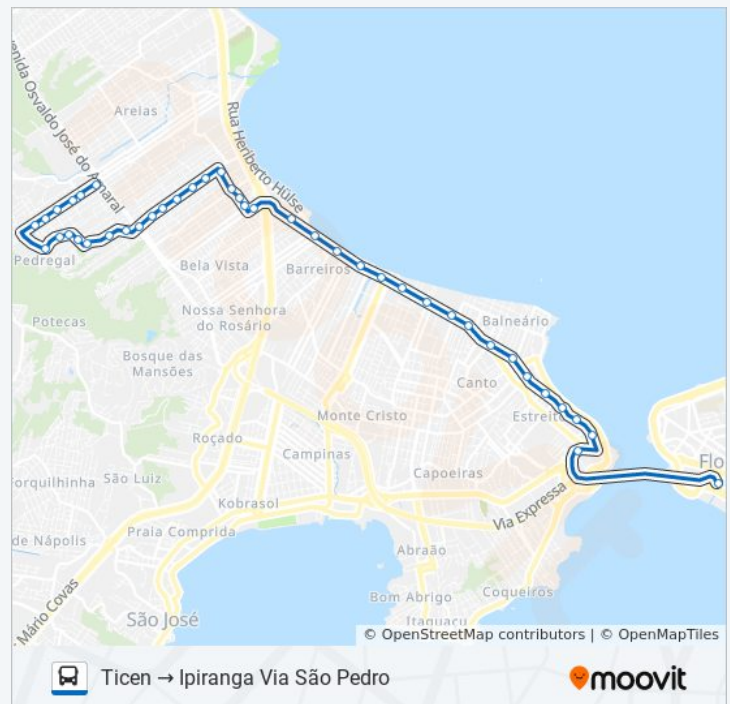 Avenida Osvaldo José do Amaral
Areias
Rua Heriberto Hülse
Pedregal
Bela Vista
Barreiros
Potecas
Nossa Senhora
do Rosário
Balneário
Bosque das
Mansões
Canto
Monte Cristo
Estreito
Roçado
Campinas
Flo
Forquilhinha
São Luiz
Capoeiras
Kobrasol
Via Expressa
Praia Comprida
de Nápolis
Abraão
Mário Covas
Bom Abrigo
Coqueiros
São José
Itaguaçu
© OpenStreetMap contributors | © OpenMapTiles
Ticen → Ipiranga Via São Pedro
moovit